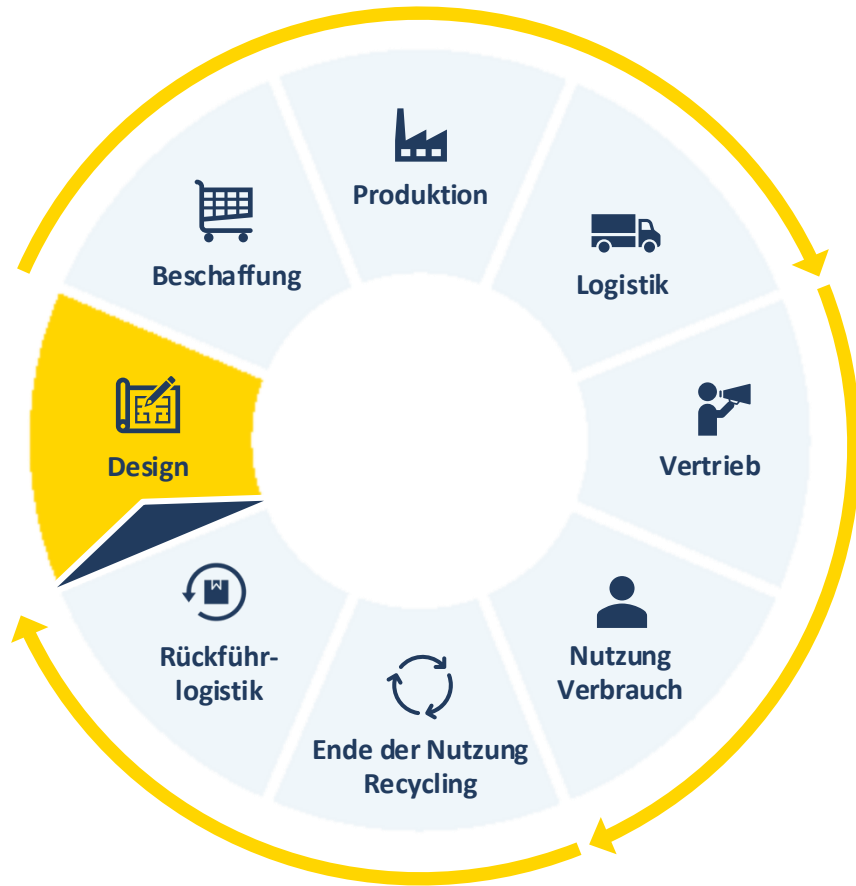 Produktion
Beschaffung
Logistik
Design
Vertrieb
Rückführ-
logistik
Nutzung
Verbrauch
Ende der Nutzung
Recycling